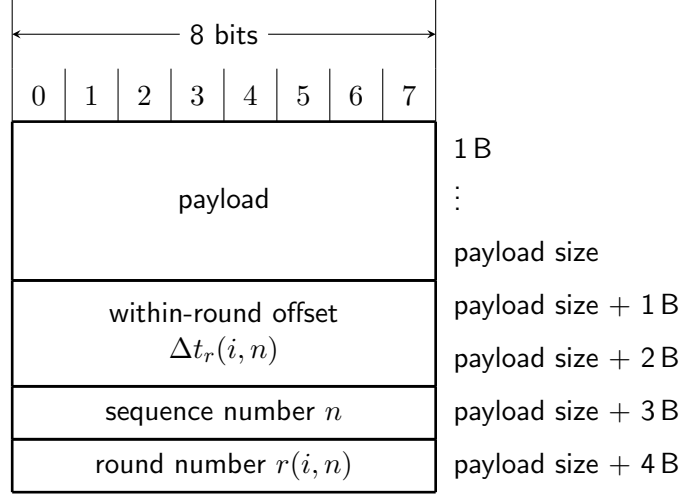 8 bits
0 1 2 3 4 5 6 7
1 B
payload
⋮
payload size
within-round offset
payload size + 1 B
Δt_r(i, n)
payload size + 2 B
sequence number n
payload size + 3 B
round number r(i, n)
payload size + 4 B